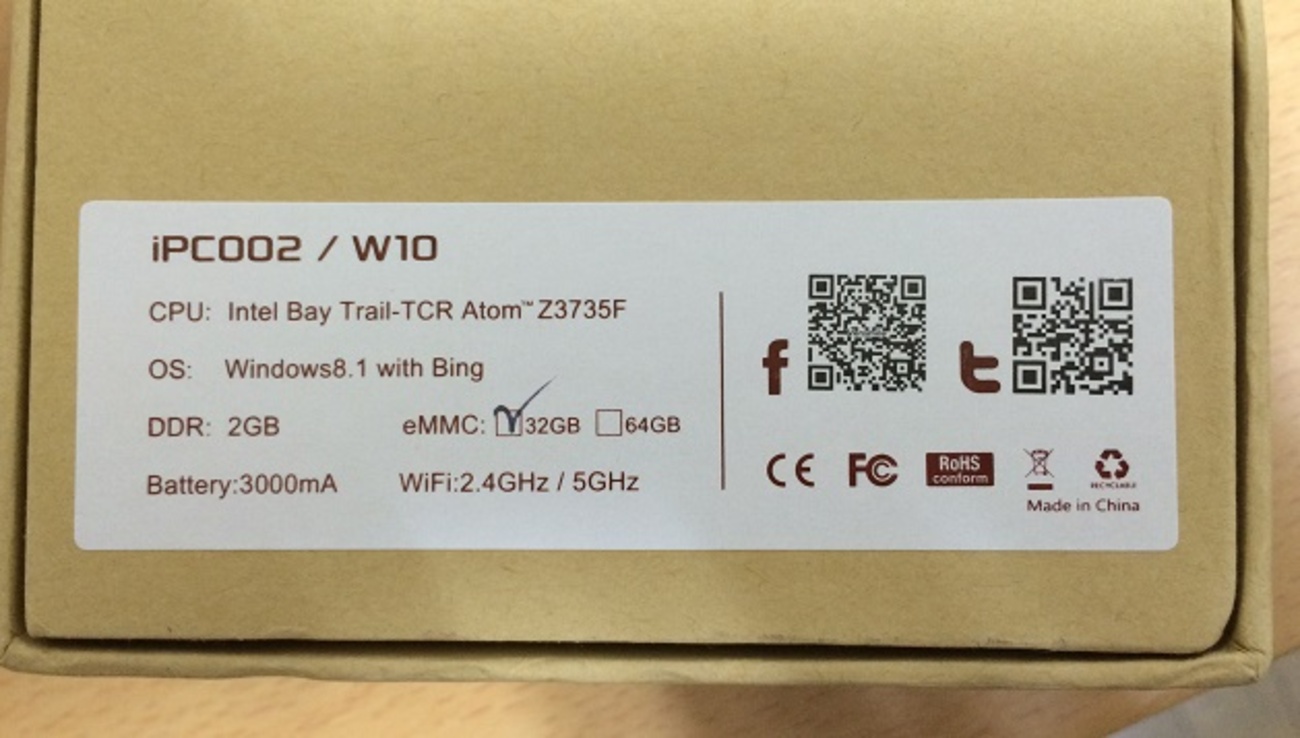 iPC002 / W10
CPU: Intel Bay Trail-TCR Atom™ Z3735F
OS: Windows8.1 with Bing
DDR: 2GB eMMC: 32GB 64GB
Battery:3000mA WiFi:2.4GHz / 5GHz
f t
CE FC RoHS
conform
RECYCLABLE
Made in China